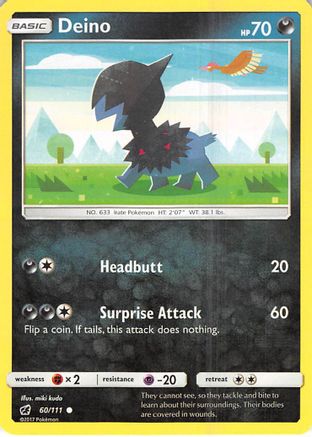 BASIC Deino HP 70
NO. 633 Irate Pokémon HT: 2'07" WT: 38.1 lbs.
Headbutt 20
Surprise Attack 60
Flip a coin. If tails, this attack does nothing.
weakness × 2 resistance -20 retreat
Illus. miki kudo
60/111
©2017 Pokémon
They cannot see, so they tackle and bite to
learn about their surroundings. Their bodies
are covered in wounds.